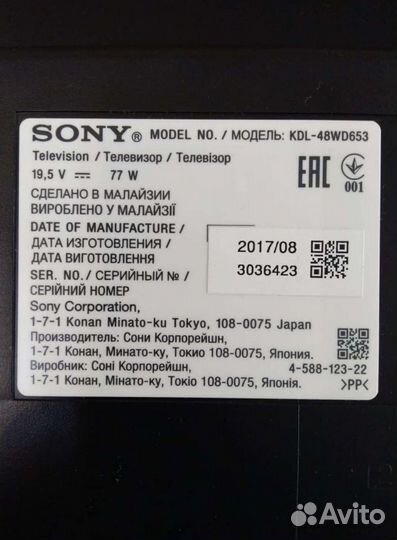 SONY® MODEL NO. / МОДЕЛЬ: KDL-48WD653
Television / Телевизор / Телевізор
19,5 V ⎓ 77 W
EAC
001
СДЕЛАНО В МАЛАЙЗИИ
ВИРОБЛЕНО У МАЛАЙЗІЇ
DATE OF MANUFACTURE /
ДАТА ИЗГОТОВЛЕНИЯ /
ДАТА ВИГОТОВЛЕННЯ
2017/08
SER. NO./ СЕРИЙНЫЙ № /
СЕРІЙНИЙ НОМЕР
3036423
Sony Corporation,
1-7-1 Konan Minato-ku Tokyo, 108-0075 Japan
Производитель: Сони Корпорейшн,
1-7-1 Конан, Минато-ку, Токио 108-0075, Япония.
Виробник: Соні Корпорейшн,
1-7-1 Конан, Мінато-ку, Токіо 108-0075, Японія.
4-588-123-22
>PP<
Avito